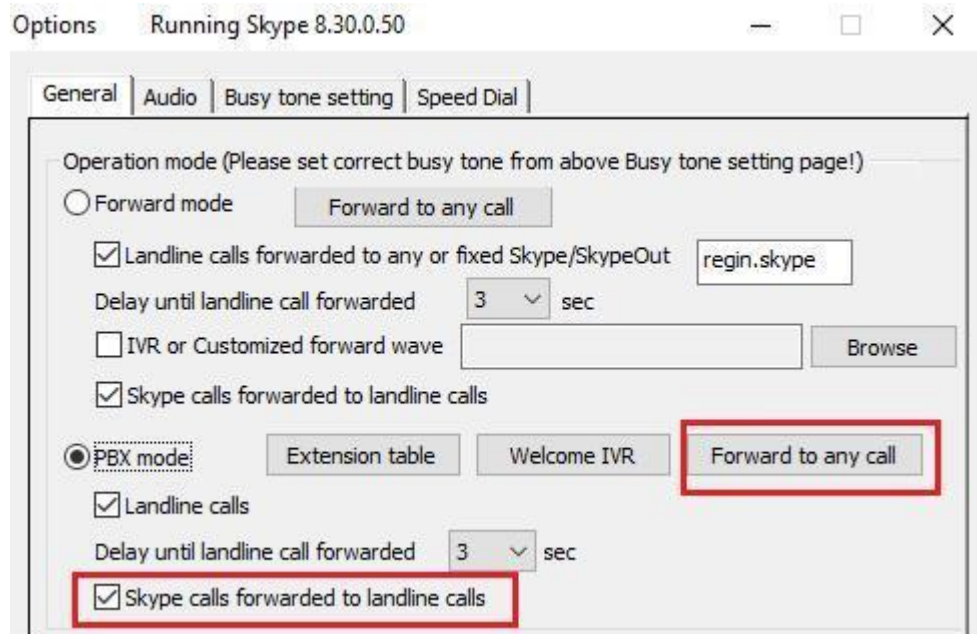 Options Running Skype 8.30.0.50
General Audio Busy tone setting Speed Dial
Operation mode (Please set correct busy tone from above Busy tone setting page!)
Forward mode Forward to any call
Landline calls forwarded to any or fixed Skype/SkypeOut regin.skype
Delay until landline call forwarded 3 sec
IVR or Customized forward wave Browse
Skype calls forwarded to landline calls
PBX mode Extension table Welcome IVR Forward to any call
Landline calls
Delay until landline call forwarded 3 sec
Skype calls forwarded to landline calls